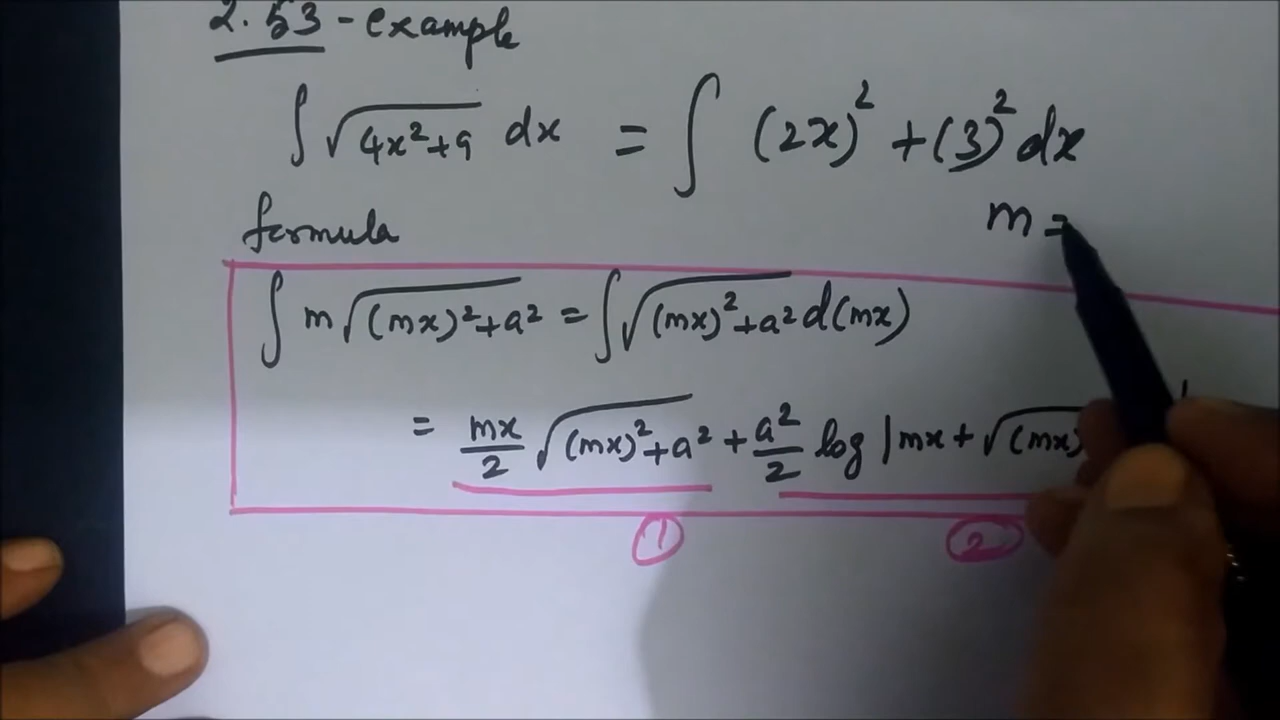 2.53 - example
∫ √(4x²+9) dx = ∫ (2x)² + (3)² dx
formula
m =
∫ m √((mx)²+a²) = ∫ √((mx)²+a²) d(mx)
= mx/2 √((mx)²+a²) + a²/2 log |mx + √((mx)
1 2